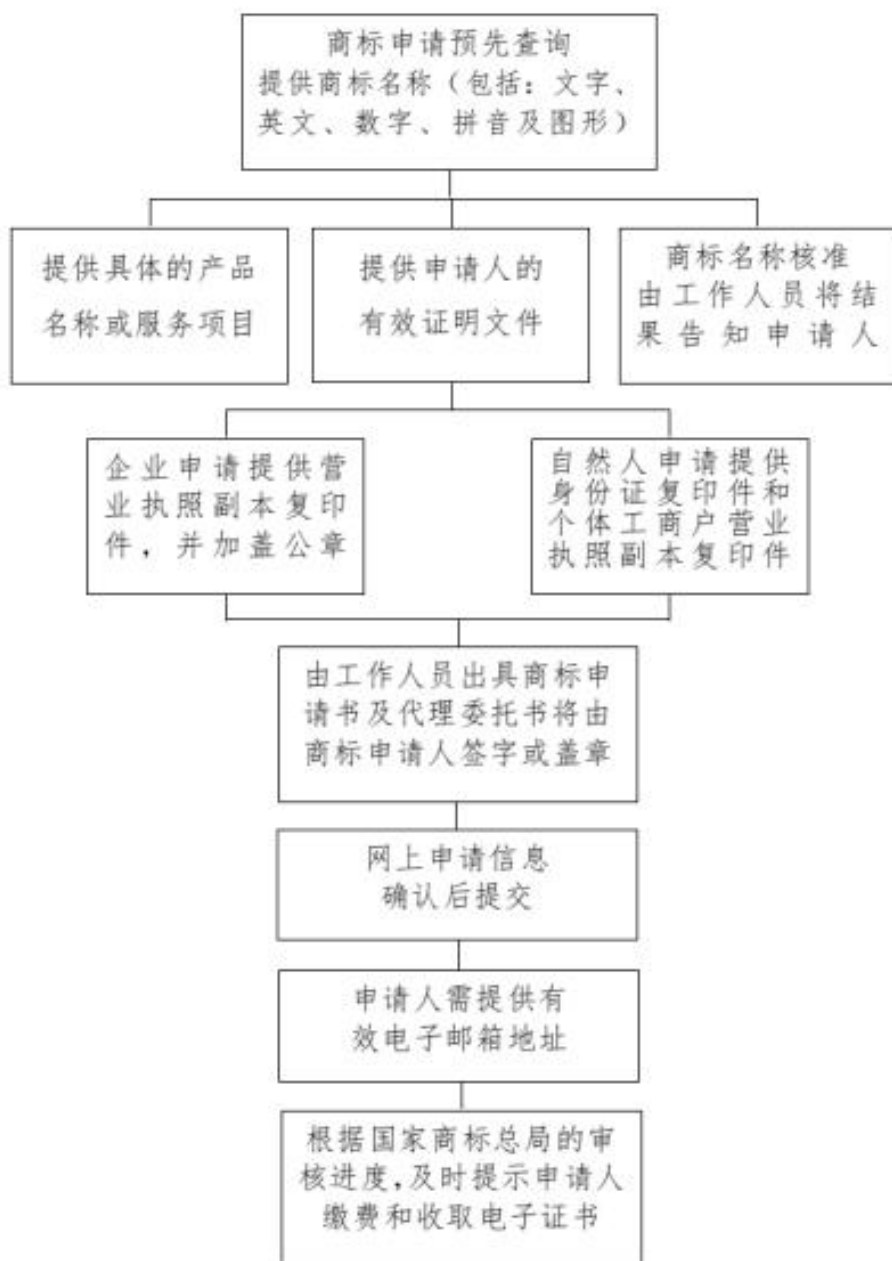 商标申请预先查询
提供商标名称（包括：文字、
英文、数字、拼音及图形）
提供具体的产品
名称或服务项目
提供申请人的
有效证明文件
商标名称核准
由工作人员将结
果告知申请人
企业申请提供营
业执照副本复印
件，并加盖公章
自然人申请提供
身份证复印件和
个体工商户营业
执照副本复印件
由工作人员出具商标申
请书及代理委托书将由
商标申请人签字或盖章
网上申请信息
确认后提交
申请人需提供有
效电子邮箱地址
根据国家商标总局的审
核进度,及时提示申请人
缴费和收取电子证书